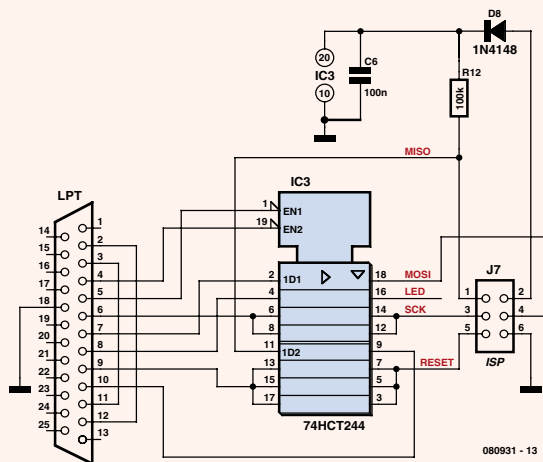 D8
1N4148
20
IC3
10
C6
100n
R12
100k
MISO
LPT
IC3
1 EN1
19 EN2
14
15
16
17
18
19
20
21
22
23
24
25
1
2
3
4
5
6
7
8
9
10
11
12
13
2 1D1 18 MOSI
4 16 LED
6 14 SCK
8 12
11 1D2 9
13 7 RESET
15 5
17 3
74HCT244
J7
1 2
3 4
5 6
ISP
080931 - 13